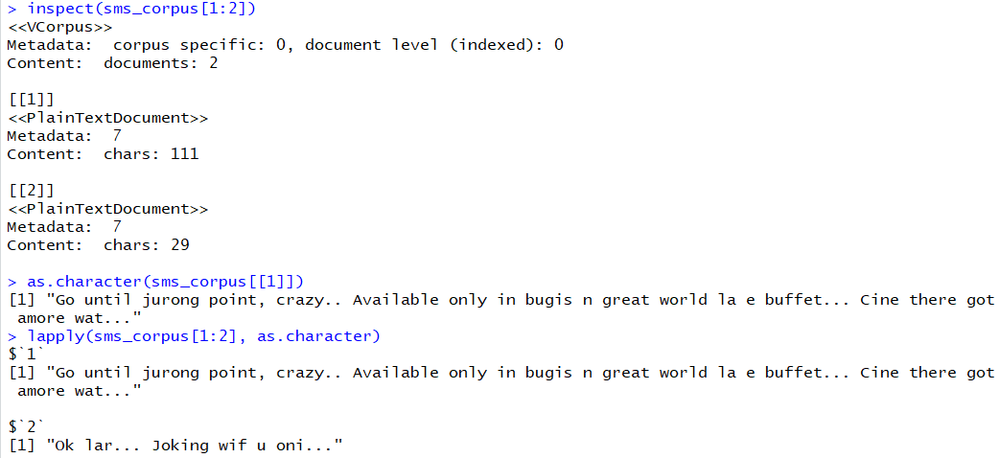 > inspect(sms_corpus[1:2])
<<VCorpus>>
Metadata:  corpus specific: 0, document level (indexed): 0
Content:  documents: 2

[[1]]
<<PlainTextDocument>>
Metadata:  7
Content:  chars: 111

[[2]]
<<PlainTextDocument>>
Metadata:  7
Content:  chars: 29

> as.character(sms_corpus[[1]])
[1] "Go until jurong point, crazy.. Available only in bugis n great world la e buffet... Cine there got
 amore wat..."
> lapply(sms_corpus[1:2], as.character)
$`1`
[1] "Go until jurong point, crazy.. Available only in bugis n great world la e buffet... Cine there got
 amore wat..."

$`2`
[1] "Ok lar... Joking wif u oni..."